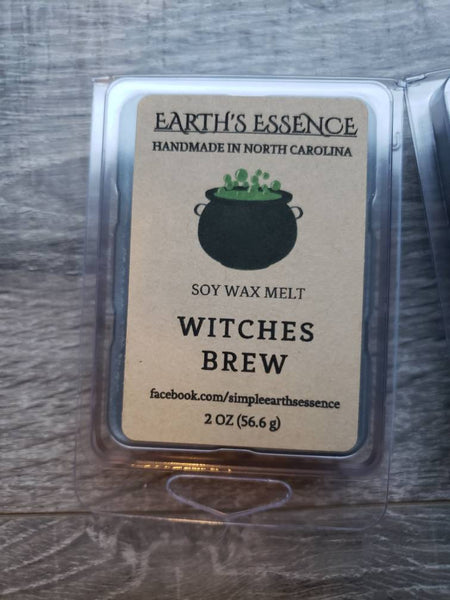 EARTH'S ESSENCE
HANDMADE IN NORTH CAROLINA
SOY WAX MELT
WITCHES
BREW
facebook.com/simpleearthsessence
2 OZ (56.6 g)